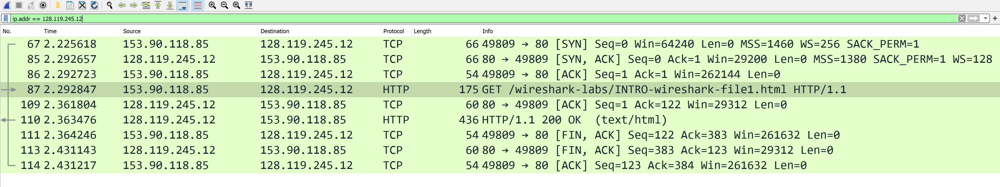 ip.addr == 128.119.245.12
No. Time Source Destination Protocol Length Info
67 2.225618 153.90.118.85 128.119.245.12 TCP 66 49809 → 80 [SYN] Seq=0 Win=64240 Len=0 MSS=1460 WS=256 SACK_PERM=1
85 2.292657 128.119.245.12 153.90.118.85 TCP 66 80 → 49809 [SYN, ACK] Seq=0 Ack=1 Win=29200 Len=0 MSS=1380 SACK_PERM=1 WS=128
86 2.292723 153.90.118.85 128.119.245.12 TCP 54 49809 → 80 [ACK] Seq=1 Ack=1 Win=262144 Len=0
87 2.292847 153.90.118.85 128.119.245.12 HTTP 175 GET /wireshark-labs/INTRO-wireshark-file1.html HTTP/1.1
109 2.361804 128.119.245.12 153.90.118.85 TCP 60 80 → 49809 [ACK] Seq=1 Ack=122 Win=29312 Len=0
110 2.363476 128.119.245.12 153.90.118.85 HTTP 436 HTTP/1.1 200 OK  (text/html)
111 2.364246 153.90.118.85 128.119.245.12 TCP 54 49809 → 80 [FIN, ACK] Seq=122 Ack=383 Win=261632 Len=0
113 2.431143 128.119.245.12 153.90.118.85 TCP 60 80 → 49809 [FIN, ACK] Seq=383 Ack=123 Win=29312 Len=0
114 2.431217 153.90.118.85 128.119.245.12 TCP 54 49809 → 80 [ACK] Seq=123 Ack=384 Win=261632 Len=0